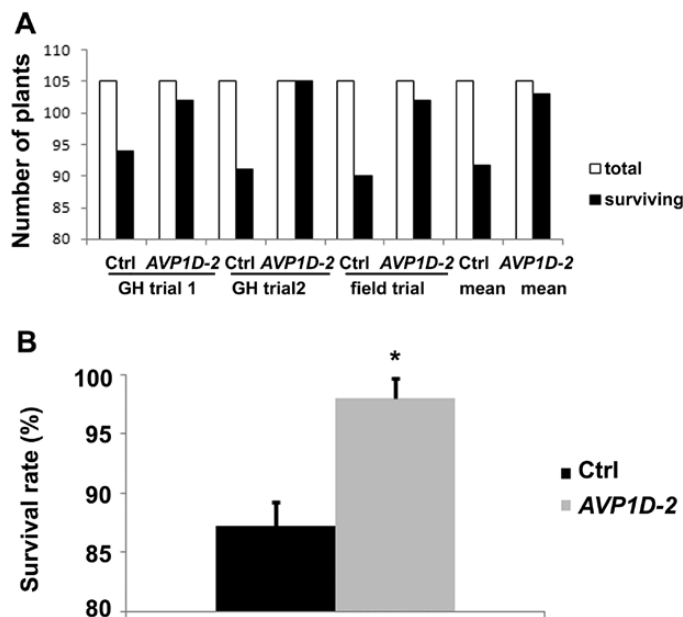 A
Number of plants
110
105
100
95
90
85
80
total
surviving
Ctrl AVP1D-2 Ctrl AVP1D-2 Ctrl AVP1D-2 Ctrl AVP1D-2
GH trial 1 GH trial2 field trial mean mean
B
*
Survival rate (%)
100
95
90
85
80
Ctrl
AVP1D-2